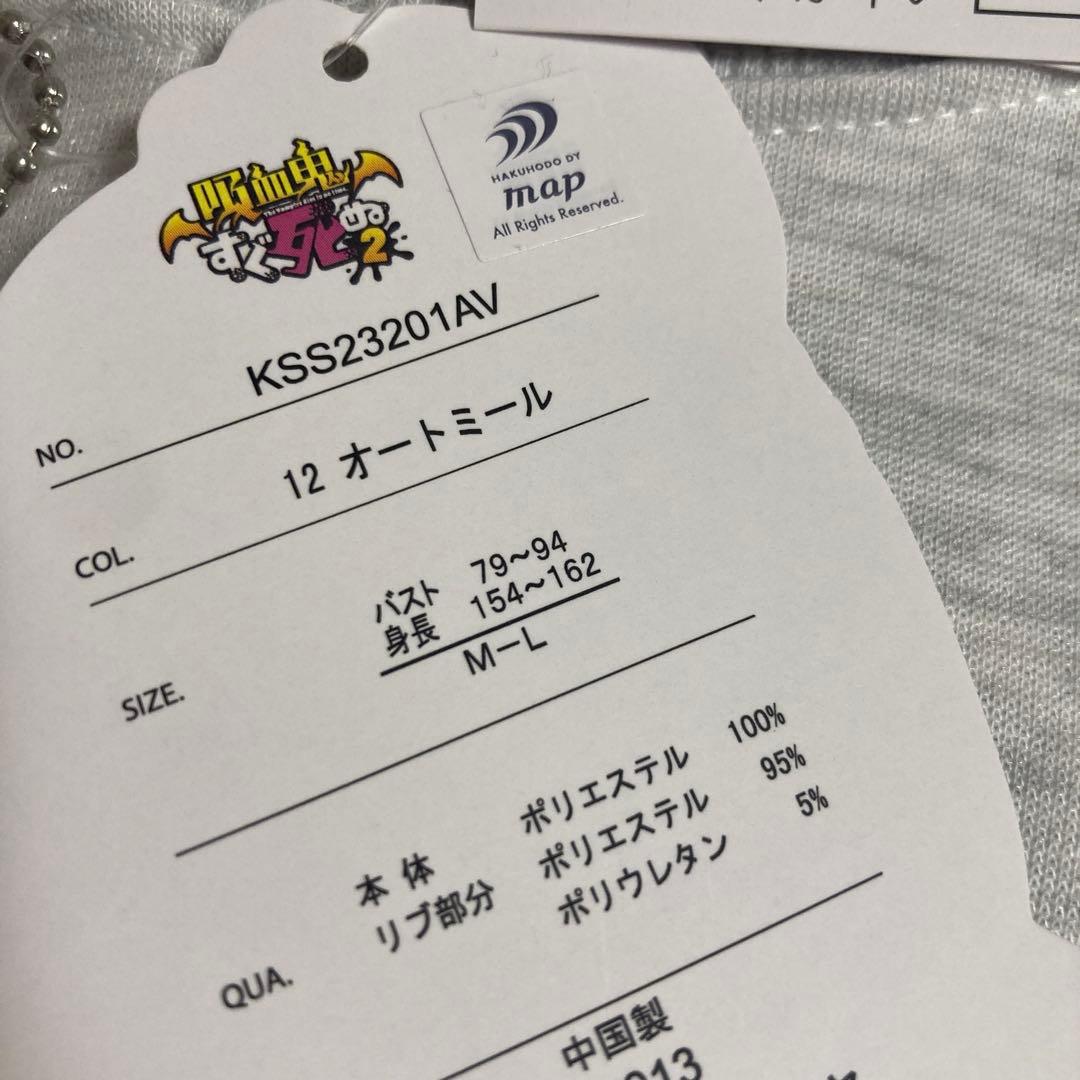 吸血鬼
The Vampire dies in no time.
すぐ死ぬ
2
HAKUHODO DY
map
All Rights Reserved.
NO. KSS23201AV
COL. 12 オートミール
バスト 79~94
身長 154~162
SIZE. M-L
本体 ポリエステル 100%
リブ部分 ポリエステル 95%
ポリウレタン 5%
QUA.
中国製